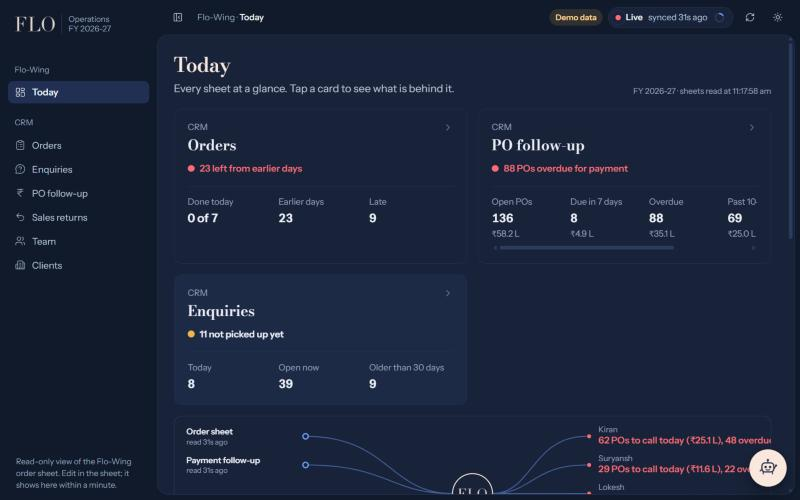 FLO
Operations
FY 2026-27
Flo-Wing · Today
Demo data
Live synced 31s ago
Flo-Wing
Today
CRM
Orders
Enquiries
PO follow-up
Sales returns
Team
Clients
Read-only view of the Flo-Wing
order sheet. Edit in the sheet; it
shows here within a minute.
Today
Every sheet at a glance. Tap a card to see what is behind it.
FY 2026-27 · sheets read at 11:17:58 am
CRM
Orders
23 left from earlier days
Done today Earlier days Late
0 of 7 23 9
CRM
PO follow-up
88 POs overdue for payment
Open POs Due in 7 days Overdue Past 10-
136 8 88 69
₹58.2 L ₹4.9 L ₹35.1 L ₹25.0 L
CRM
Enquiries
11 not picked up yet
Today Open now Older than 30 days
8 39 9
Order sheet
read 31s ago
Payment follow-up
read 31s ago
FLO
Kiran
62 POs to call today (₹25.1 L), 48 overdue
Suryansh
29 POs to call today (₹11.6 L), 22 ove
Lokesh